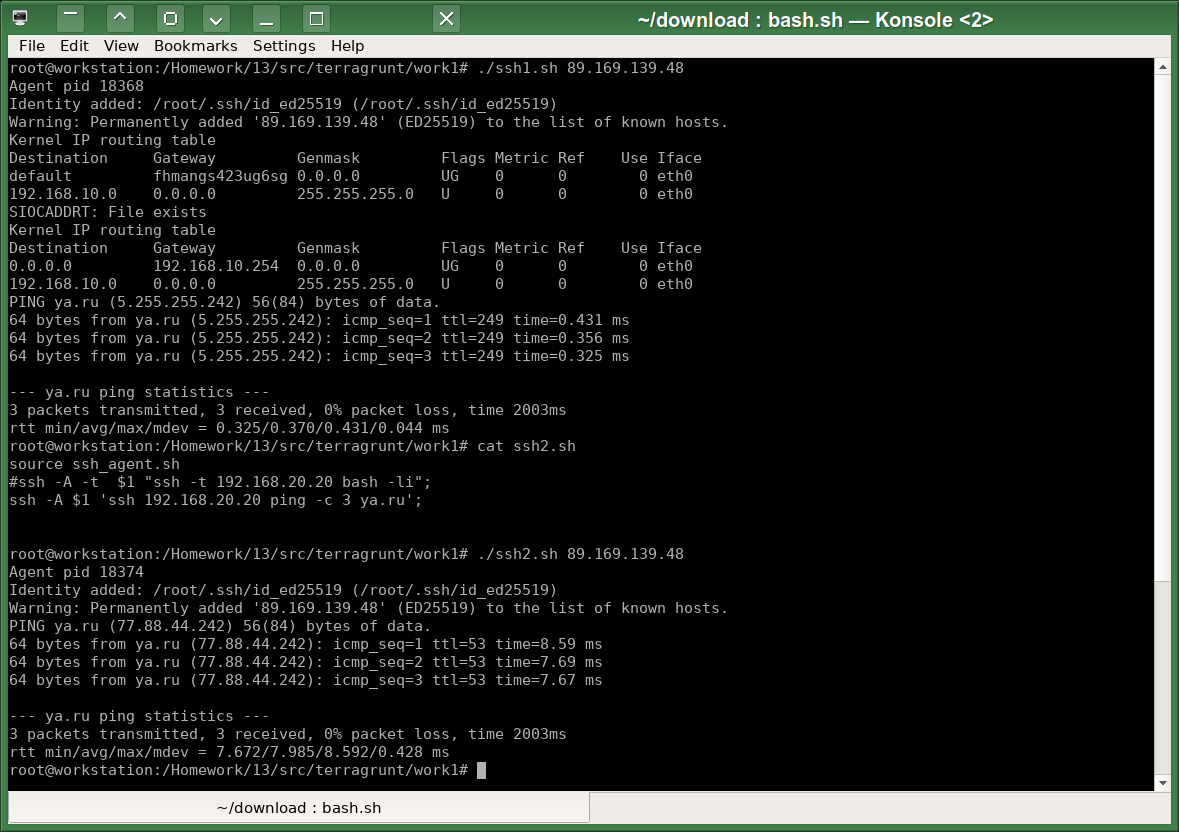 ~/download : bash.sh — Konsole <2>
File Edit View Bookmarks Settings Help
root@workstation:/Homework/13/src/terragrunt/work1# ./ssh1.sh 89.169.139.48
Agent pid 18368
Identity added: /root/.ssh/id_ed25519 (/root/.ssh/id_ed25519)
Warning: Permanently added '89.169.139.48' (ED25519) to the list of known hosts.
Kernel IP routing table
Destination     Gateway         Genmask         Flags Metric Ref    Use Iface
default         fhmangs423ug6sg 0.0.0.0         UG    0      0        0 eth0
192.168.10.0    0.0.0.0         255.255.255.0   U     0      0        0 eth0
SIOCADDRT: File exists
Kernel IP routing table
Destination     Gateway         Genmask         Flags Metric Ref    Use Iface
0.0.0.0         192.168.10.254  0.0.0.0         UG    0      0        0 eth0
192.168.10.0    0.0.0.0         255.255.255.0   U     0      0        0 eth0
PING ya.ru (5.255.255.242) 56(84) bytes of data.
64 bytes from ya.ru (5.255.255.242): icmp_seq=1 ttl=249 time=0.431 ms
64 bytes from ya.ru (5.255.255.242): icmp_seq=2 ttl=249 time=0.356 ms
64 bytes from ya.ru (5.255.255.242): icmp_seq=3 ttl=249 time=0.325 ms
--- ya.ru ping statistics ---
3 packets transmitted, 3 received, 0% packet loss, time 2003ms
rtt min/avg/max/mdev = 0.325/0.370/0.431/0.044 ms
root@workstation:/Homework/13/src/terragrunt/work1# cat ssh2.sh
source ssh_agent.sh
#ssh -A -t  $1 "ssh -t 192.168.20.20 bash -li";
ssh -A $1 'ssh 192.168.20.20 ping -c 3 ya.ru';
root@workstation:/Homework/13/src/terragrunt/work1# ./ssh2.sh 89.169.139.48
Agent pid 18374
Identity added: /root/.ssh/id_ed25519 (/root/.ssh/id_ed25519)
Warning: Permanently added '89.169.139.48' (ED25519) to the list of known hosts.
PING ya.ru (77.88.44.242) 56(84) bytes of data.
64 bytes from ya.ru (77.88.44.242): icmp_seq=1 ttl=53 time=8.59 ms
64 bytes from ya.ru (77.88.44.242): icmp_seq=2 ttl=53 time=7.69 ms
64 bytes from ya.ru (77.88.44.242): icmp_seq=3 ttl=53 time=7.67 ms
--- ya.ru ping statistics ---
3 packets transmitted, 3 received, 0% packet loss, time 2003ms
rtt min/avg/max/mdev = 7.672/7.985/8.592/0.428 ms
root@workstation:/Homework/13/src/terragrunt/work1#
~/download : bash.sh